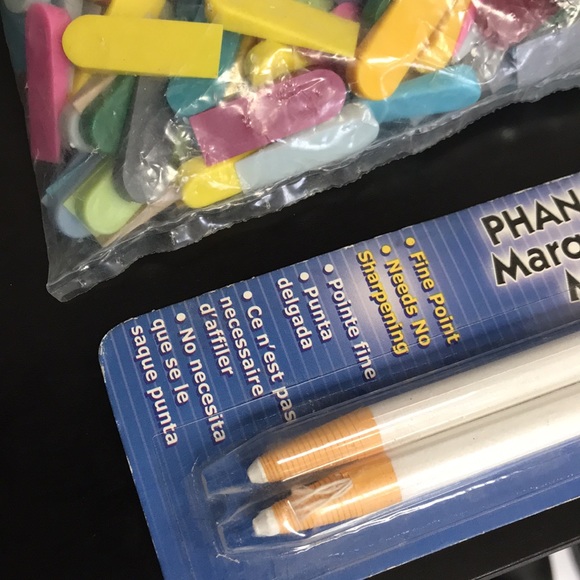 PHAN
Marq
• Fine Point
• Needs No
Sharpening
• Pointe fine
• Punta
delgada
• Ce n'est pas
necessaire
d'affiler
• No necesita
que se le
saque punta